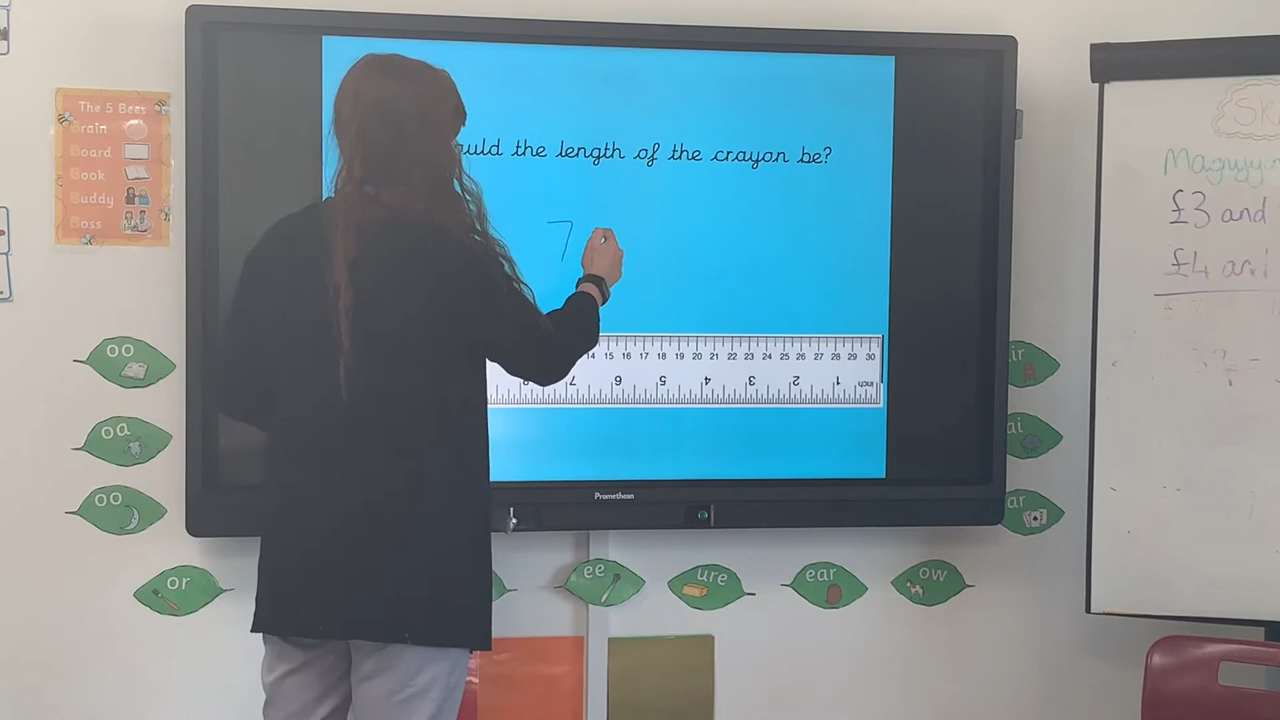 The 5 Bees
Brain
Board
Book
Buddy
Boss
ould the length of the crayon be?
7
14 15 16 17 18 19 20 21 22 23 24 25 26 27 28 29 30
8 7 6 5 4 3 2 1 inch
Promethean
oo
oa
oo
or
ee
ure
ear
ow
ir
ai
ar
£3 and
£4 and